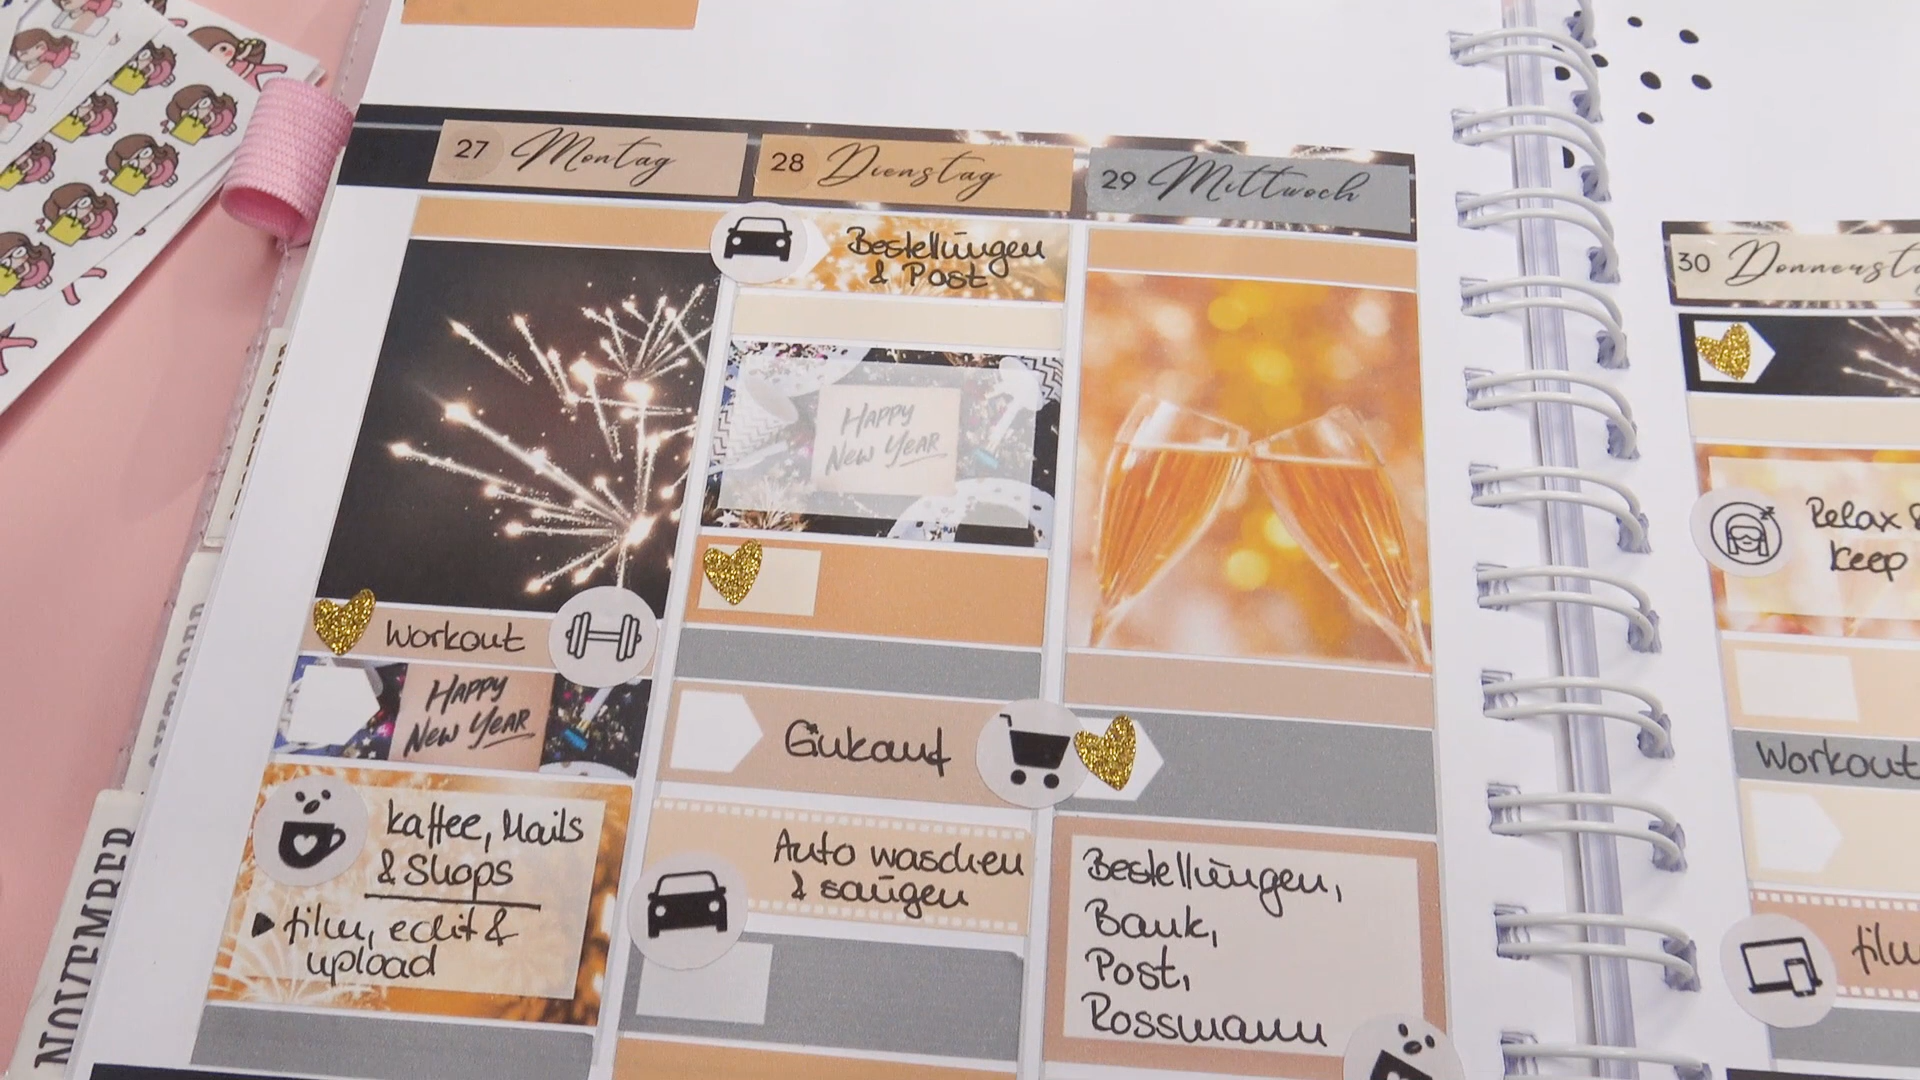 27 Montag
28 Dienstag
29 Mittwoch
30 Donnerstag
Bestellungen
& Post
HAPPY
NEW YEAR
Workout
HAPPY
NEW YEAR
Kaffee, Mails
& Shops
film, edit &
upload
Einkauf
Auto waschen
& saugen
Bestellungen,
Bank,
Post,
Rossmann
Relax &
keep
Workout
film
NOVEMBER